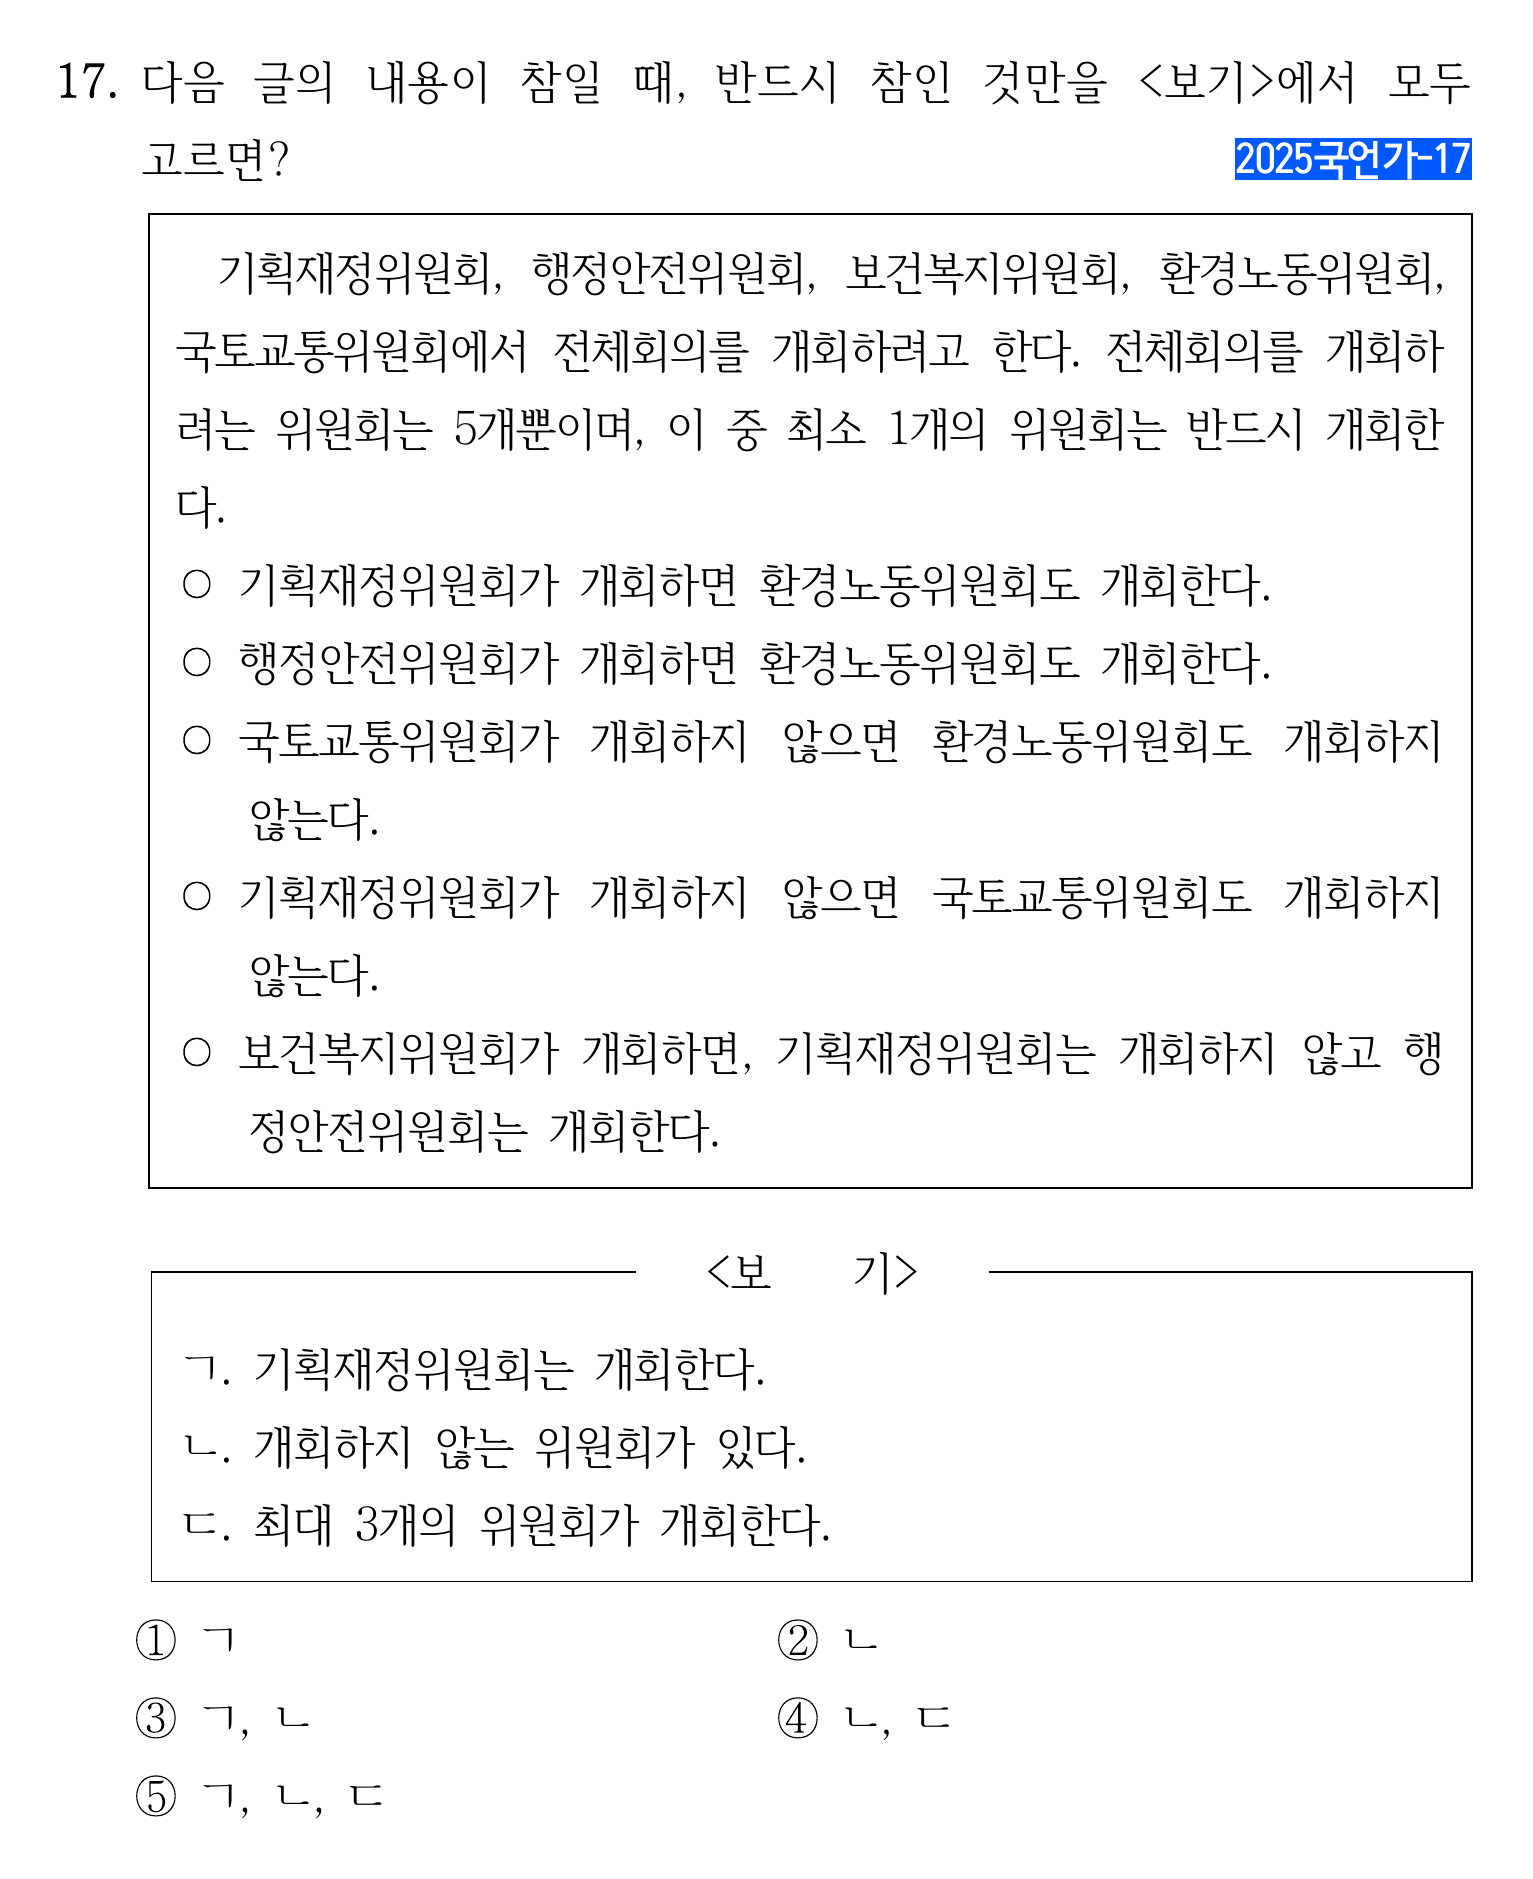 17. 다음 글의 내용이 참일 때, 반드시 참인 것만을 <보기>에서 모두
고르면?
2025국언가-17
기획재정위원회, 행정안전위원회, 보건복지위원회, 환경노동위원회,
국토교통위원회에서 전체회의를 개회하려고 한다. 전체회의를 개회하
려는 위원회는 5개뿐이며, 이 중 최소 1개의 위원회는 반드시 개회한
다.
○ 기획재정위원회가 개회하면 환경노동위원회도 개회한다.
○ 행정안전위원회가 개회하면 환경노동위원회도 개회한다.
○ 국토교통위원회가 개회하지 않으면 환경노동위원회도 개회하지
않는다.
○ 기획재정위원회가 개회하지 않으면 국토교통위원회도 개회하지
않는다.
○ 보건복지위원회가 개회하면, 기획재정위원회는 개회하지 않고 행
정안전위원회는 개회한다.
<보 기>
ㄱ. 기획재정위원회는 개회한다.
ㄴ. 개회하지 않는 위원회가 있다.
ㄷ. 최대 3개의 위원회가 개회한다.
① ㄱ
② ㄴ
③ ㄱ, ㄴ
④ ㄴ, ㄷ
⑤ ㄱ, ㄴ, ㄷ